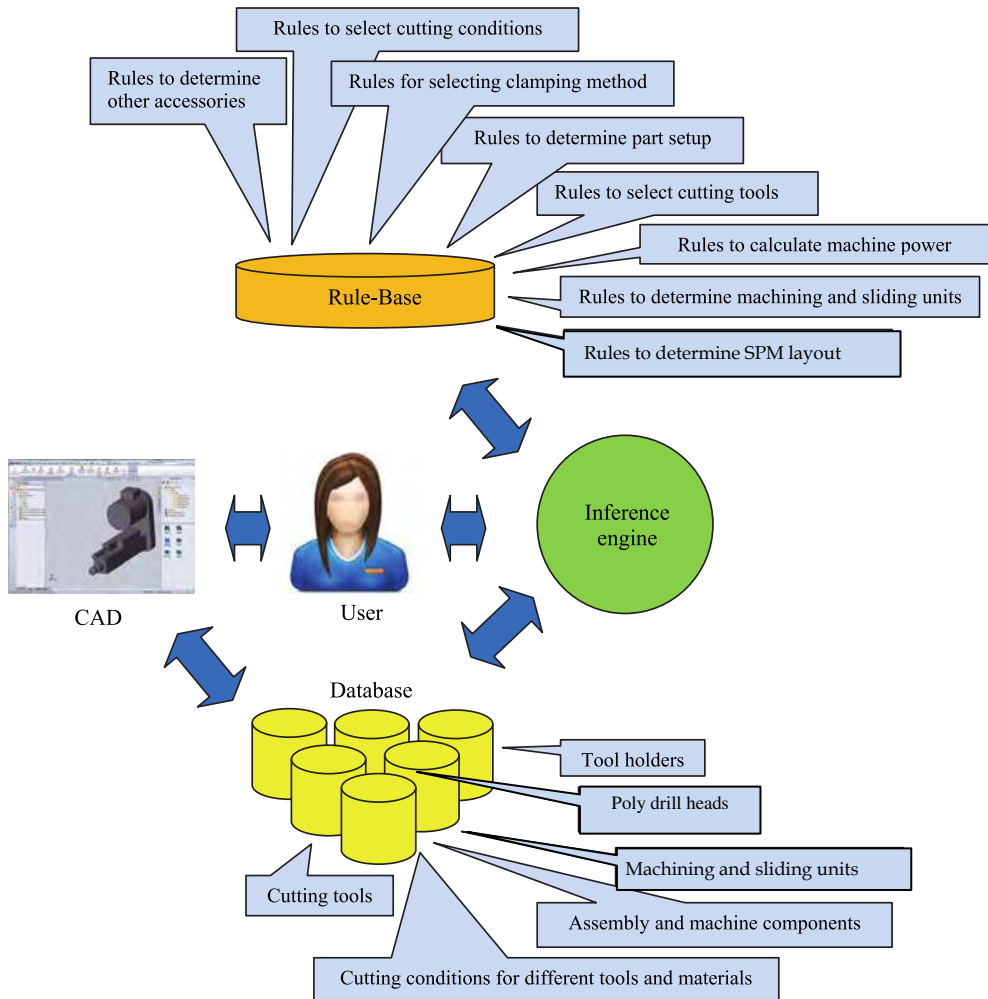 Rules to select cutting conditions
Rules to determine
other accessories
Rules for selecting clamping method
Rules to determine part setup
Rules to select cutting tools
Rules to calculate machine power
Rule-Base
Rules to determine machining and sliding units
Rules to determine SPM layout
Inference
engine
CAD
User
Database
Tool holders
Poly drill heads
Machining and sliding units
Cutting tools
Assembly and machine components
Cutting conditions for different tools and materials